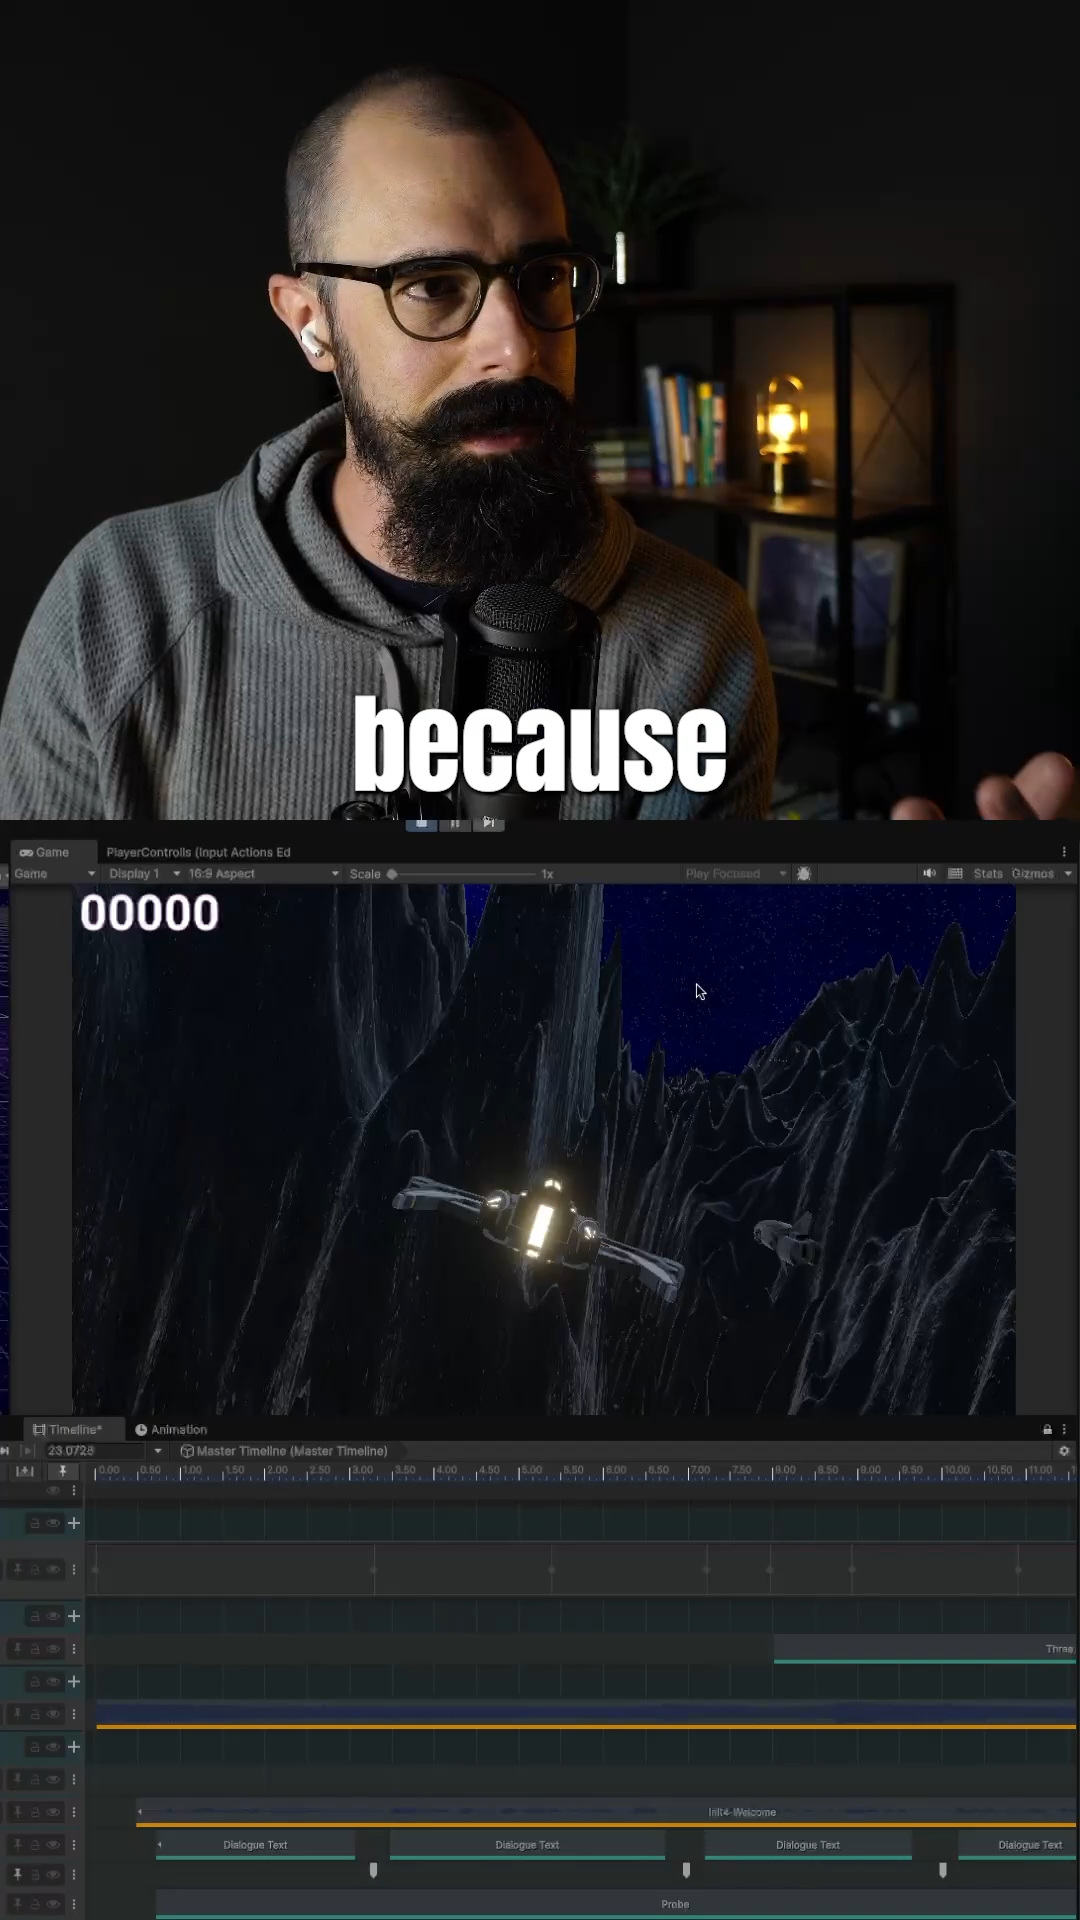 because
Game
PlayerControlls (Input Actions Ed
Game Display 1 16:9 Aspect Scale 1x Play Focused Stats Gizmos
00000
Timeline* Animation
23.0728 Master Timeline (Master Timeline)
0.00 0.50 1.00 1.50 2.00 2.50 3.00 3.50 4.00 4.50 5.00 5.50 6.00 6.50 7.00 7.50 8.00 8.50 9.00 9.50 10.00 10.50 11.00
Three
Init4-Welcome
Dialogue Text Dialogue Text Dialogue Text Dialogue Text
Probe